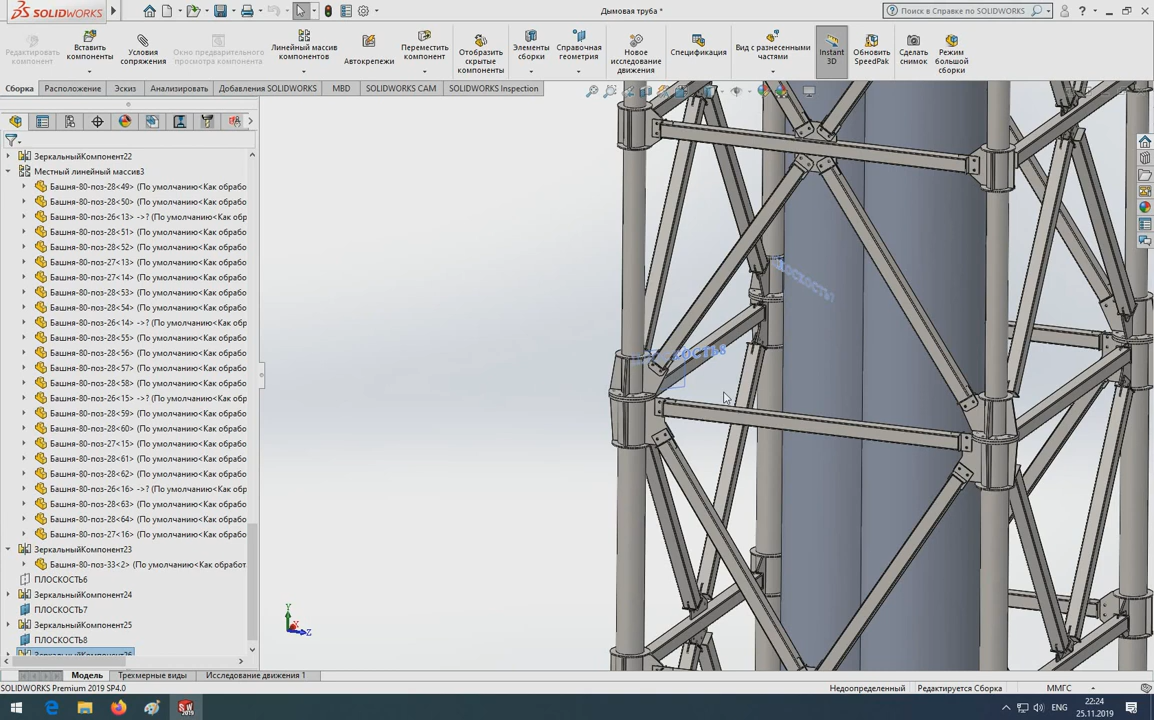 SOLIDWORKS
Дымовая труба *
Поиск в Справке по SOLIDWORKS
Редактировать компонент
Вставить компоненты
Условия сопряжения
Окно предварительного просмотра компонента
Линейный массив компонентов
Автокрепежи
Переместить компонент
Отобразить скрытые компоненты
Элементы сборки
Справочная геометрия
Новое исследование движения
Спецификация
Вид с разнесенными частями
Instant 3D
Обновить SpeedPak
Сделать снимок
Режим большой сборки
Сборка
Расположение
Эскиз
Анализировать
Добавления SOLIDWORKS
MBD
SOLIDWORKS CAM
SOLIDWORKS Inspection
ЗеркальныйКомпонент22
Местный линейный массив3
Башня-80-поз-28<49> (По умолчанию<Как обрабо
Башня-80-поз-28<50> (По умолчанию<Как обрабо
Башня-80-поз-26<13> ->? (По умолчанию<Как обр
Башня-80-поз-28<51> (По умолчанию<Как обрабо
Башня-80-поз-28<52> (По умолчанию<Как обрабо
Башня-80-поз-27<13> (По умолчанию<Как обрабо
Башня-80-поз-27<14> (По умолчанию<Как обрабо
Башня-80-поз-28<53> (По умолчанию<Как обрабо
Башня-80-поз-28<54> (По умолчанию<Как обрабо
Башня-80-поз-26<14> ->? (По умолчанию<Как обр
Башня-80-поз-28<55> (По умолчанию<Как обрабо
Башня-80-поз-28<56> (По умолчанию<Как обрабо
Башня-80-поз-28<57> (По умолчанию<Как обрабо
Башня-80-поз-28<58> (По умолчанию<Как обрабо
Башня-80-поз-26<15> ->? (По умолчанию<Как обр
Башня-80-поз-28<59> (По умолчанию<Как обрабо
Башня-80-поз-28<60> (По умолчанию<Как обрабо
Башня-80-поз-27<15> (По умолчанию<Как обрабо
Башня-80-поз-28<61> (По умолчанию<Как обрабо
Башня-80-поз-28<62> (По умолчанию<Как обрабо
Башня-80-поз-26<16> ->? (По умолчанию<Как обр
Башня-80-поз-28<63> (По умолчанию<Как обрабо
Башня-80-поз-28<64> (По умолчанию<Как обрабо
Башня-80-поз-27<16> (По умолчанию<Как обрабо
ЗеркальныйКомпонент23
Башня-80-поз-33<2> (По умолчанию<Как обработ
ПЛОСКОСТЬ6
ЗеркальныйКомпонент24
ПЛОСКОСТЬ7
ЗеркальныйКомпонент25
ПЛОСКОСТЬ8
ЗеркальныйКомпонент26
Y
X
Z
Модель
Трехмерные виды
Исследование движения 1
SOLIDWORKS Premium 2019 SP4.0
Недоопределенный
Редактируется Сборка
ММГС
ENG
22:24
25.11.2019